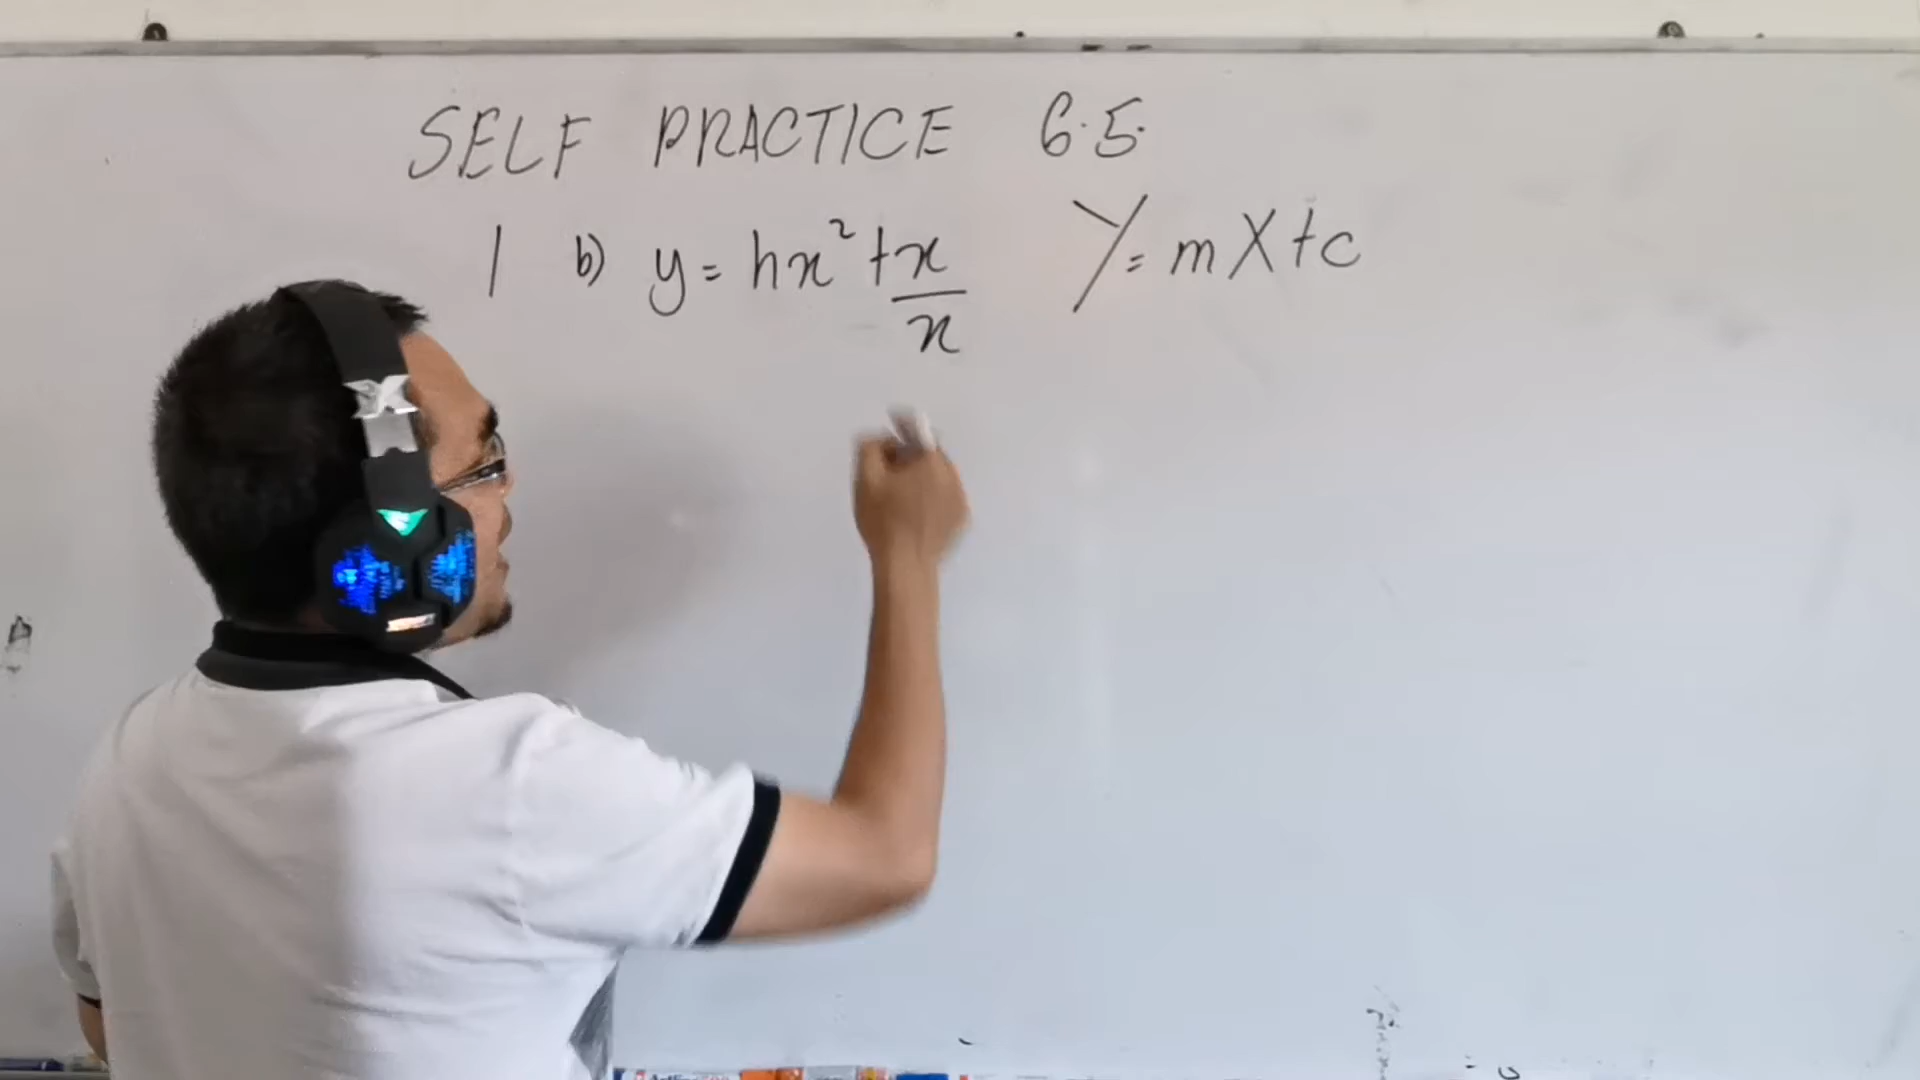 SELF PRACTICE 6.5.
1 b) y = hx² + x/x Y = mX + c